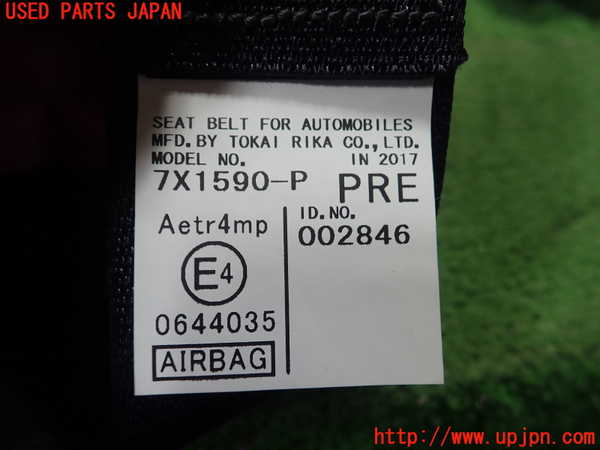 USED PARTS JAPAN
SEAT BELT FOR AUTOMOBILES
MFD. BY TOKAI RIKA CO., LTD.
MODEL NO. IN 2017
7X1590-P PRE
Aetr4mp
E4
0644035
AIRBAG
ID.NO.
002846
http://www.upjpn.com